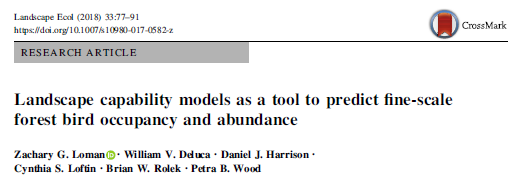 Landscape Ecol (2018) 33:77–91
https://doi.org/10.1007/s10980-017-0582-z
CrossMark
RESEARCH ARTICLE
Landscape capability models as a tool to predict fine-scale
forest bird occupancy and abundance
Zachary G. Loman · William V. Deluca · Daniel J. Harrison ·
Cynthia S. Loftin · Brian W. Rolek · Petra B. Wood